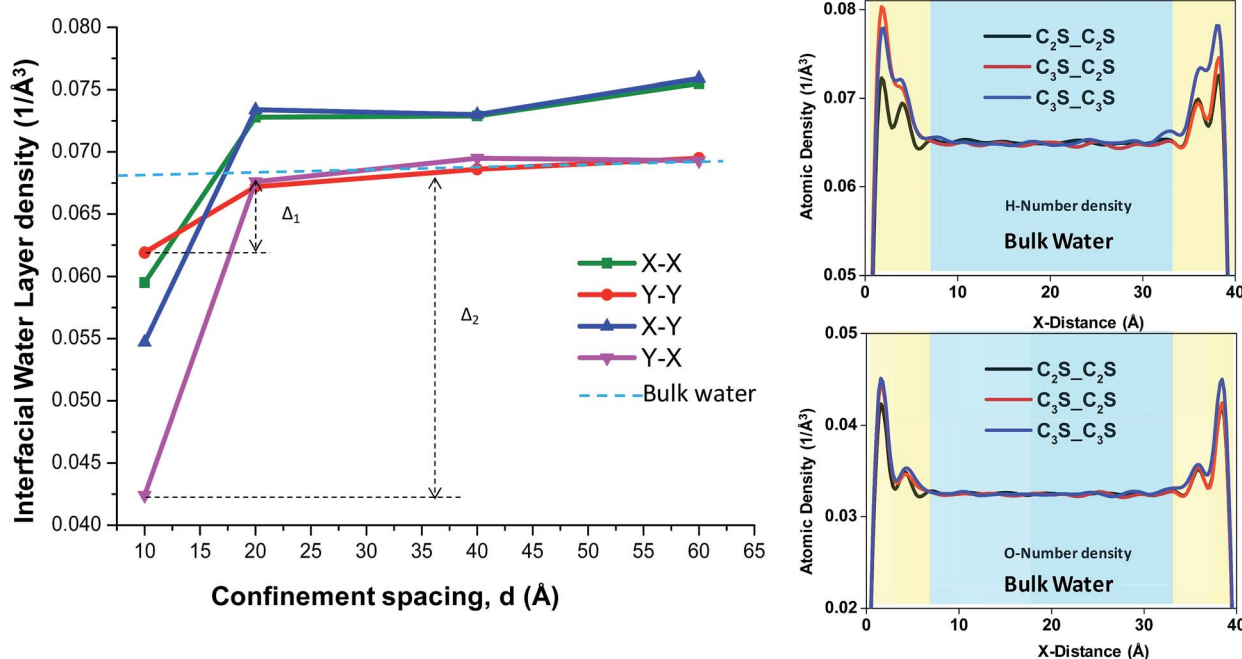 Interfacial Water Layer density (1/Å³)
0.080
0.075
0.070
0.065
0.060
0.055
0.050
0.045
0.040
Δ₁
Δ₂
X-X
Y-Y
X-Y
Y-X
Bulk water
10 15 20 25 30 35 40 45 50 55 60 65
Confinement spacing, d (Å)
Atomic Density (1/Å³)
0.08
0.07
0.06
0.05
C₂S_C₂S
C₃S_C₂S
C₃S_C₃S
H-Number density
Bulk Water
0 10 20 30 40
X-Distance (Å)
Atomic Density (1/Å³)
0.05
0.04
0.03
0.02
C₂S_C₂S
C₃S_C₂S
C₃S_C₃S
O-Number density
Bulk Water
0 10 20 30 40
X-Distance (Å)